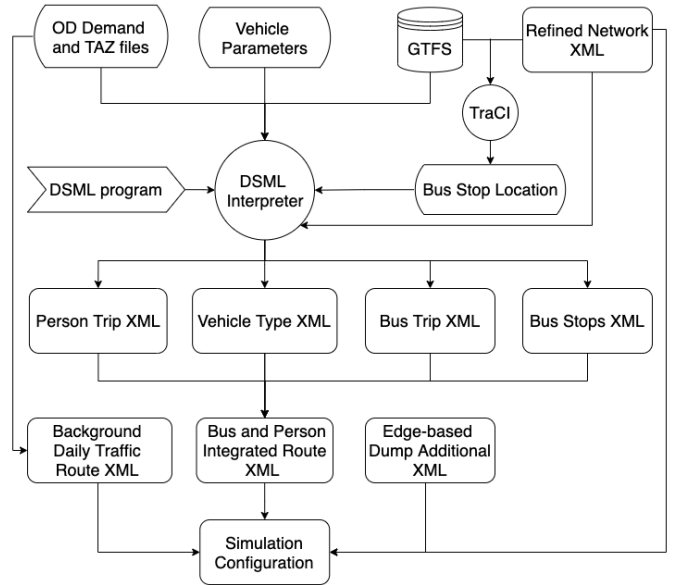 OD Demand
and TAZ files
Vehicle
Parameters
GTFS
Refined Network
XML
TraCI
DSML program
DSML
Interpreter
Bus Stop Location
Person Trip XML
Vehicle Type XML
Bus Trip XML
Bus Stops XML
Background
Daily Traffic
Route XML
Bus and Person
Integrated Route
XML
Edge-based
Dump Additional
XML
Simulation
Configuration